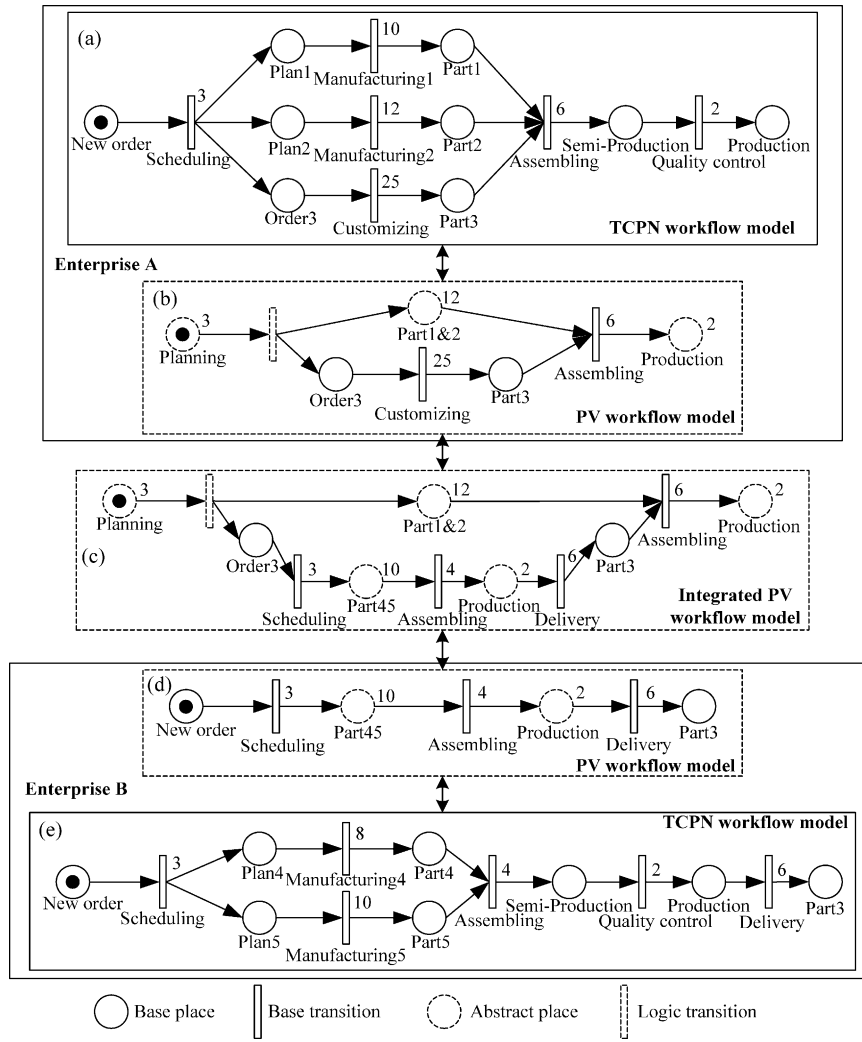 (a)
10
Plan1
Manufacturing1
Part1
3
12
6
2
New order
Scheduling
Plan2
Manufacturing2
Part2
Assembling
Semi-Production
Quality control
Production
25
Order3
Customizing
Part3
TCPN workflow model
Enterprise A
(b)
12
3
Part1&2
6
2
Planning
25
Assembling
Production
Order3
Customizing
Part3
PV workflow model
3
12
6
2
Planning
Part1&2
Assembling
Production
(c)
Order3
3
10
4
2
6
Part3
Scheduling
Part45
Assembling
Production
Delivery
Integrated PV
workflow model
(d)
3
10
4
2
6
New order
Scheduling
Part45
Assembling
Production
Delivery
Part3
PV workflow model
Enterprise B
(e)
TCPN workflow model
8
Plan4
Manufacturing4
Part4
3
4
2
6
New order
Scheduling
10
Assembling
Semi-Production
Quality control
Production
Delivery
Part3
Plan5
Manufacturing5
Part5
Base place
Base transition
Abstract place
Logic transition